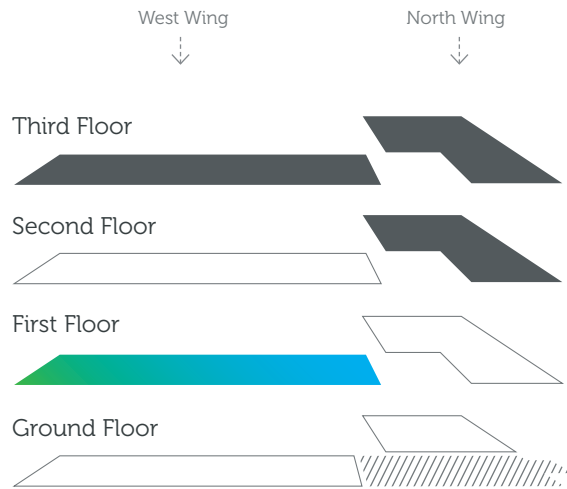 West Wing
North Wing
Third Floor
Second Floor
First Floor
Ground Floor